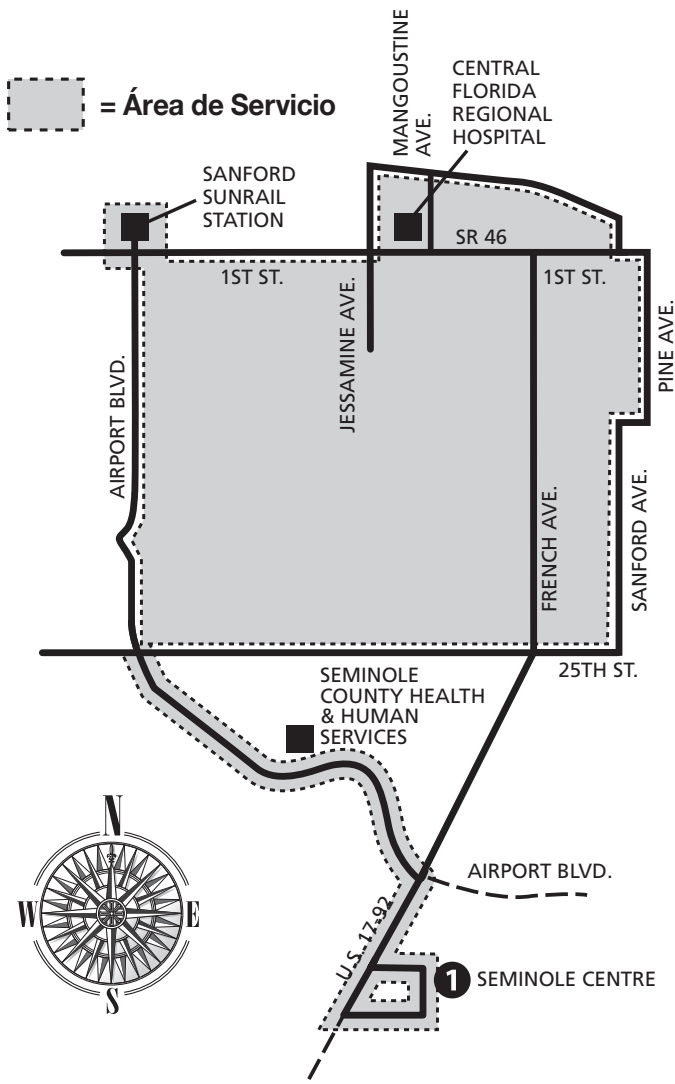 = Área de Servicio
MANGOUSTINE
AVE.
CENTRAL
FLORIDA
REGIONAL
HOSPITAL
SANFORD
SUNRAIL
STATION
SR 46
1ST ST.
1ST ST.
JESSAMINE AVE.
PINE AVE.
AIRPORT BLVD.
FRENCH AVE.
SANFORD AVE.
25TH ST.
SEMINOLE
COUNTY HEALTH
& HUMAN
SERVICES
N
W
E
S
AIRPORT BLVD.
U.S. 17-92
1 SEMINOLE CENTRE